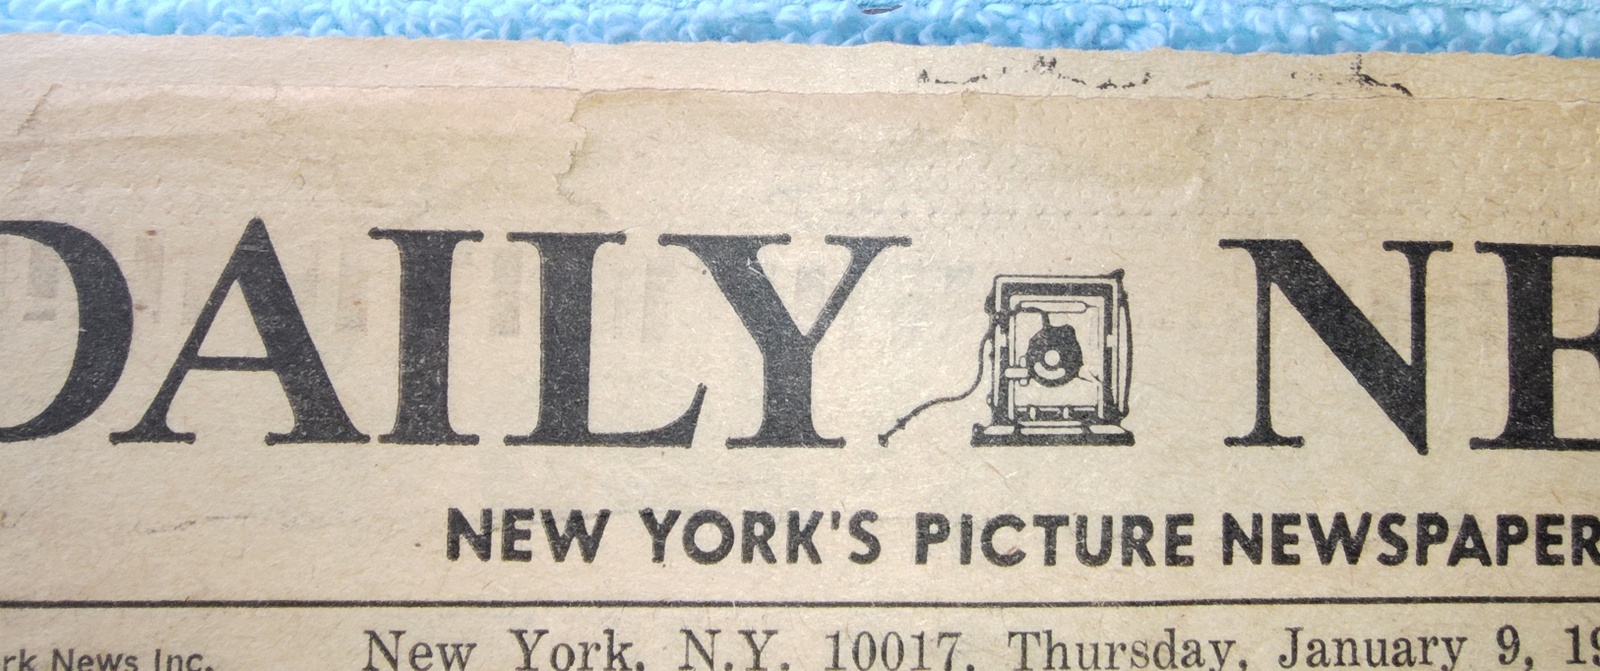 DAILY NE
NEW YORK'S PICTURE NEWSPAPER
rk News Inc. New York, N.Y. 10017, Thursday, January 9, 19